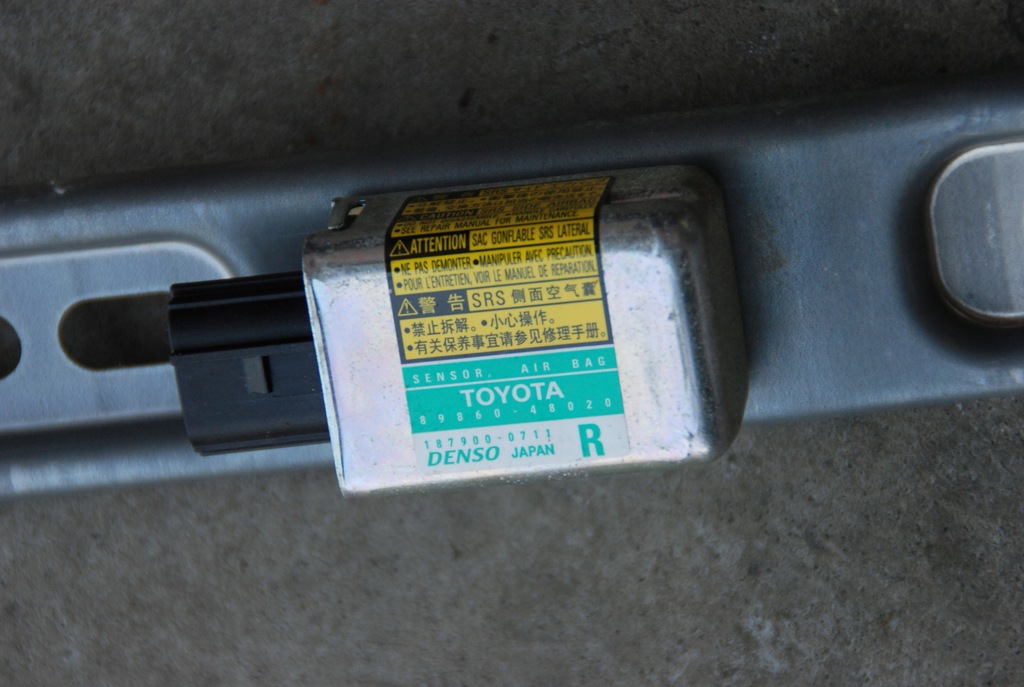 CAUTION
•SEE REPAIR MANUAL FOR MAINTENANCE.
ATTENTION SAC GONFLABLE SRS LATERAL
•NE PAS DEMONTER •MANIPULER AVEC PRECAUTION
•POUR L'ENTRETIEN, VOIR LE MANUEL DE REPARATION.
警告 SRS 侧面空气囊
•禁止拆解。•小心操作。
•有关保养事宜请参见修理手册.
SENSOR, AIR BAG
TOYOTA
89860-48020
187900-0711
DENSO JAPAN R